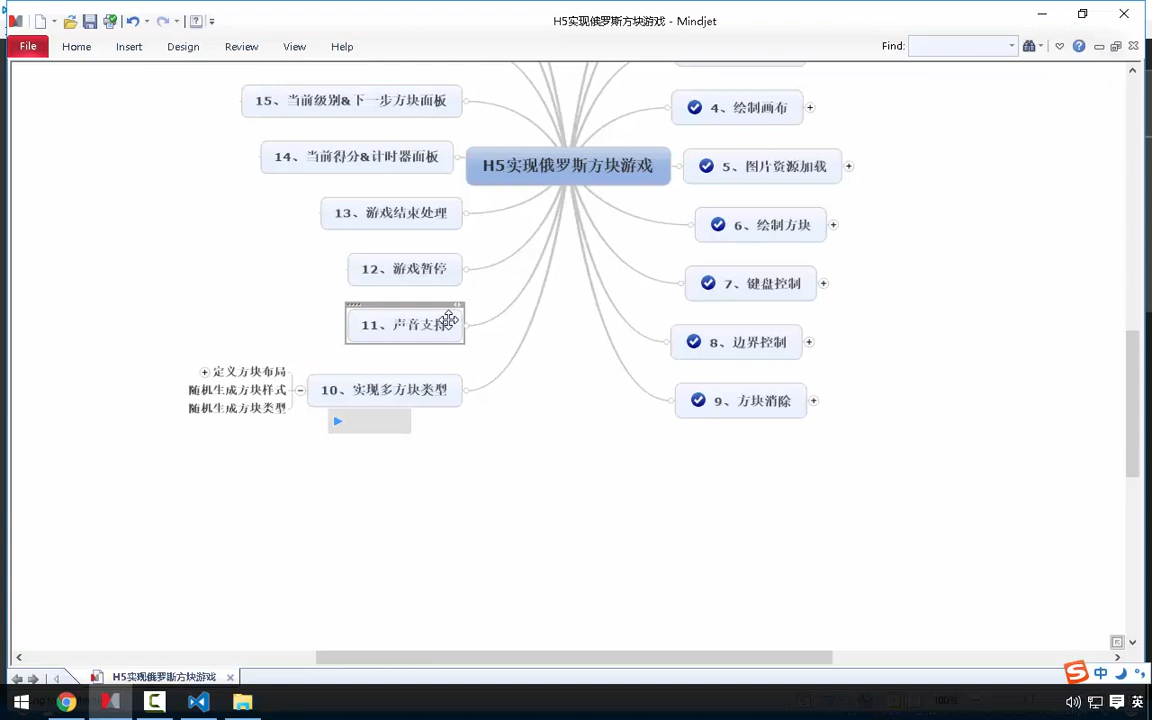 H5实现俄罗斯方块游戏 - Mindjet
File Home Insert Design Review View Help Find:
15、当前级别&下一步方块面板
14、当前得分&计时器面板
13、游戏结束处理
12、游戏暂停
11、声音支持
10、实现多方块类型
定义方块布局
随机生成方块样式
随机生成方块类型
H5实现俄罗斯方块游戏
4、绘制画布
5、图片资源加载
6、绘制方块
7、键盘控制
8、边界控制
9、方块消除
H5实现俄罗斯方块游戏
中
英